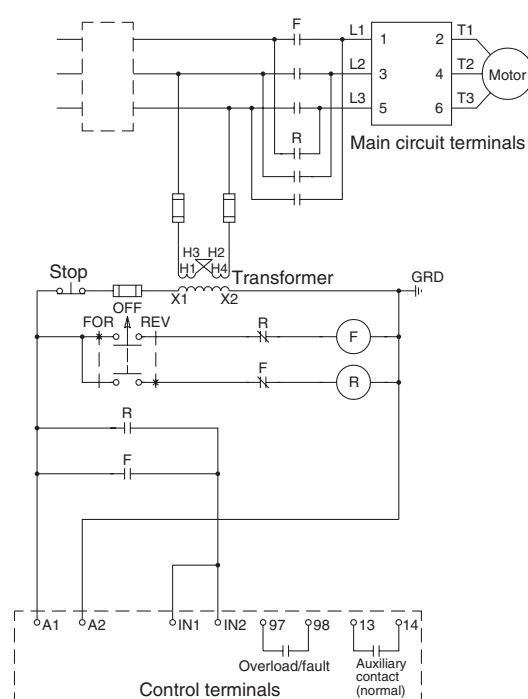 F
L1 1 2 T1
L2 3 4 T2 Motor
L3 5 6 T3
R
Main circuit terminals
H3 H2
H1 H4
Stop
Transformer
X1 X2
GRD
OFF
FOR REV
R
F
F
R
R
F
A1 A2 IN1 IN2 97 98 13 14
Overload/fault
Auxiliary
contact
(normal)
Control terminals